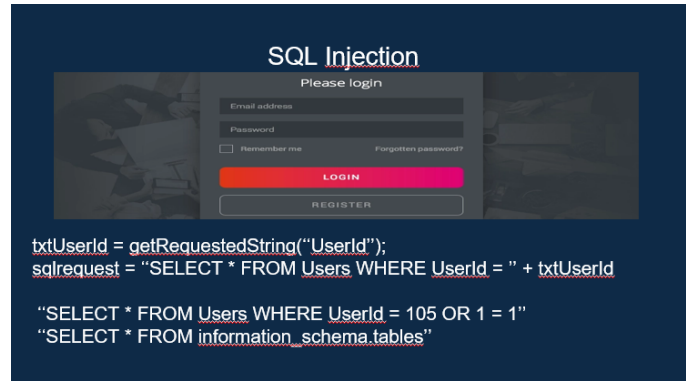 SQL Injection
Please login
Email address
Password
Remember me Forgotten password?
LOGIN
REGISTER
txtUserId = getRequestedString(“UserId”);
sqlrequest = “SELECT * FROM Users WHERE UserId = ” + txtUserId
“SELECT * FROM Users WHERE UserId = 105 OR 1 = 1”
“SELECT * FROM information_schema.tables”